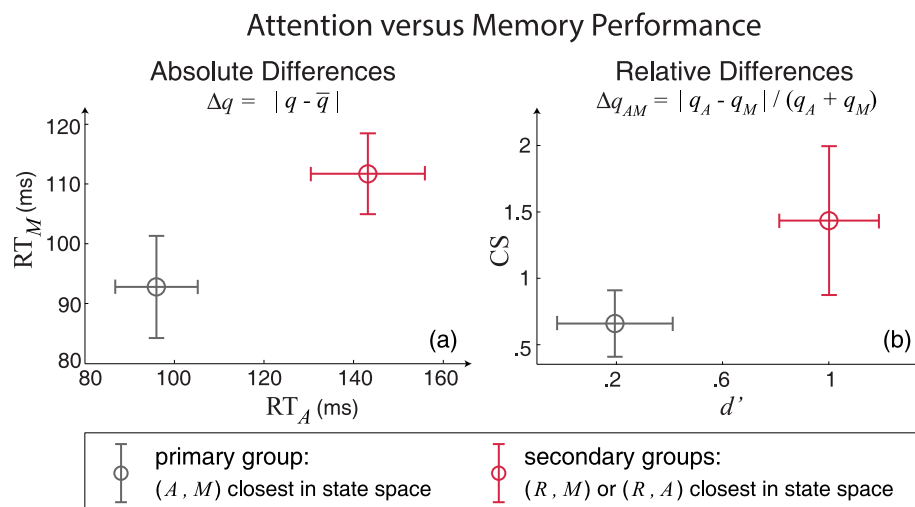 Attention versus Memory Performance
Absolute Differences
Δq = | q - q̅ |
120
110
100
90
80
RT_M (ms)
80 100 120 140 160
RT_A (ms)
(a)
Relative Differences
Δq_AM = | q_A - q_M | / (q_A + q_M)
2
1.5
1
.5
CS
.2 .6 1
d'
(b)
primary group:
(A, M) closest in state space
secondary groups:
(R, M) or (R, A) closest in state space